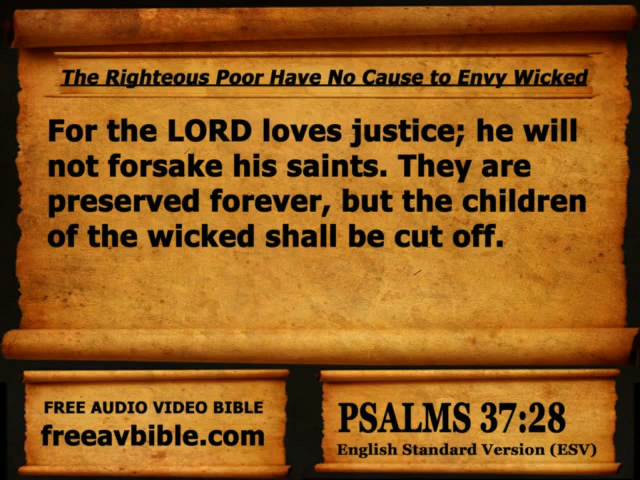 The Righteous Poor Have No Cause to Envy Wicked
For the LORD loves justice; he will
not forsake his saints. They are
preserved forever, but the children
of the wicked shall be cut off.
FREE AUDIO VIDEO BIBLE
freeavbible.com
PSALMS 37:28
English Standard Version (ESV)